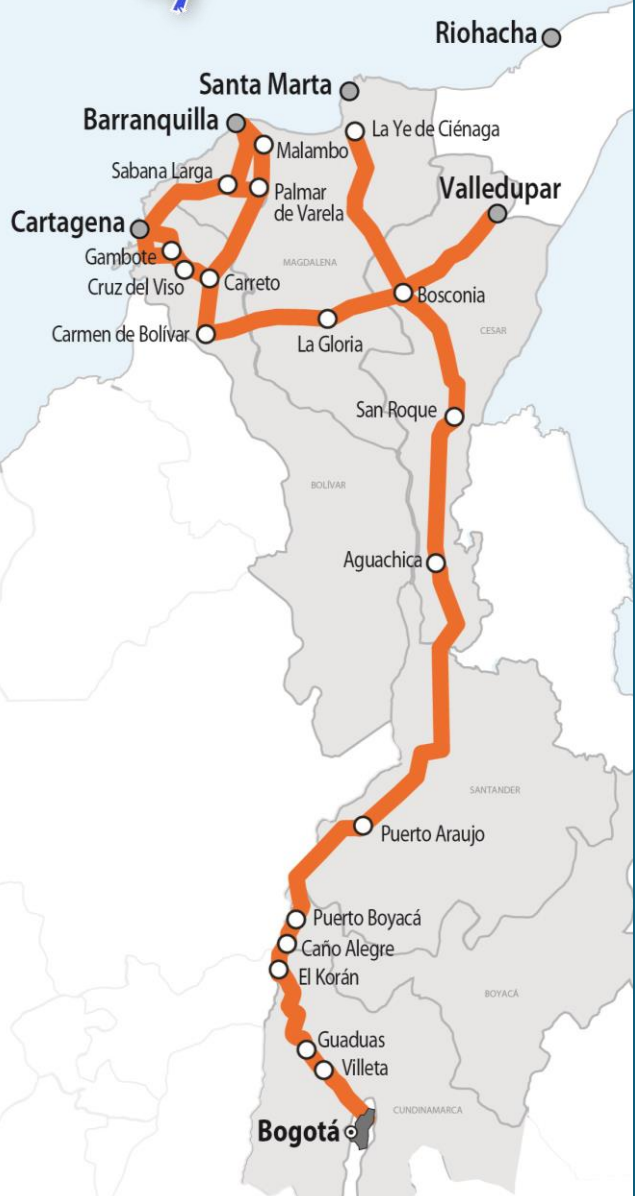 Riohacha
Santa Marta
Barranquilla
La Ye de Ciénaga
Malambo
Sabana Larga
Palmar
de Varela
Valledupar
Cartagena
Gambote
MAGDALENA
Cruz del Viso
Carreto
Bosconia
Carmen de Bolívar
La Gloria
CESAR
San Roque
BOLÍVAR
Aguachica
SANTANDER
Puerto Araujo
Puerto Boyacá
Caño Alegre
El Korán
BOYACÁ
Guaduas
Villeta
CUNDINAMARCA
Bogotá